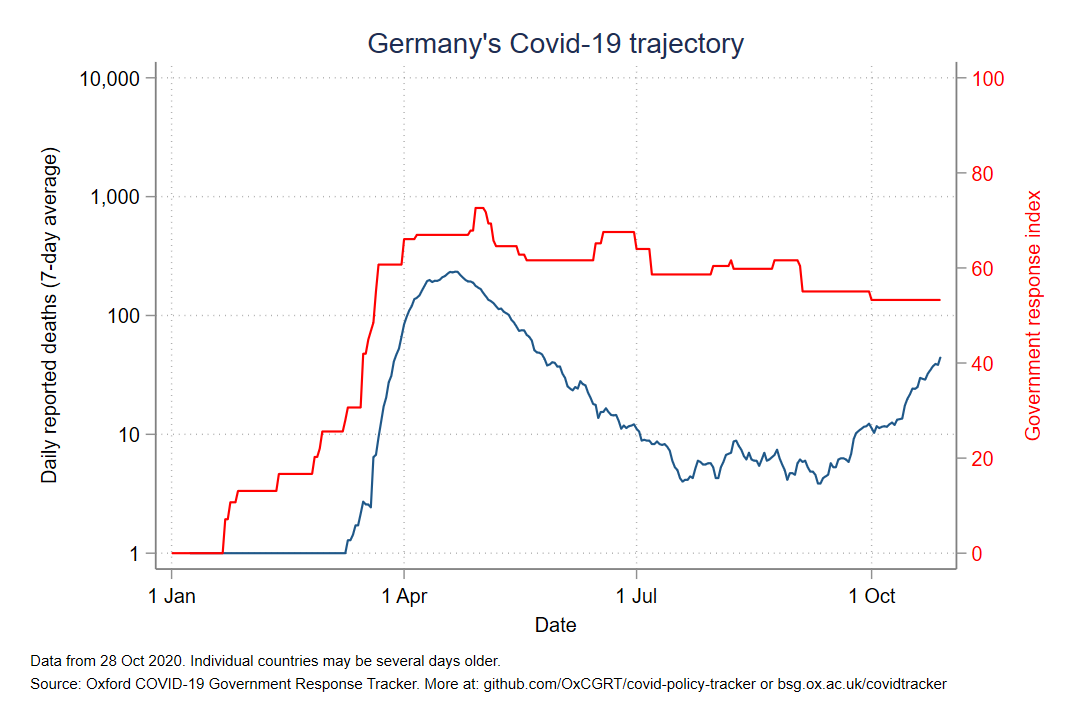 Germany's Covid-19 trajectory
10,000
1,000
100
10
1
Daily reported deaths (7-day average)
100
80
60
40
20
0
Government response index
1 Jan
1 Apr
1 Jul
1 Oct
Date
Data from 28 Oct 2020. Individual countries may be several days older.
Source: Oxford COVID-19 Government Response Tracker. More at: github.com/OxCGRT/covid-policy-tracker or bsg.ox.ac.uk/covidtracker